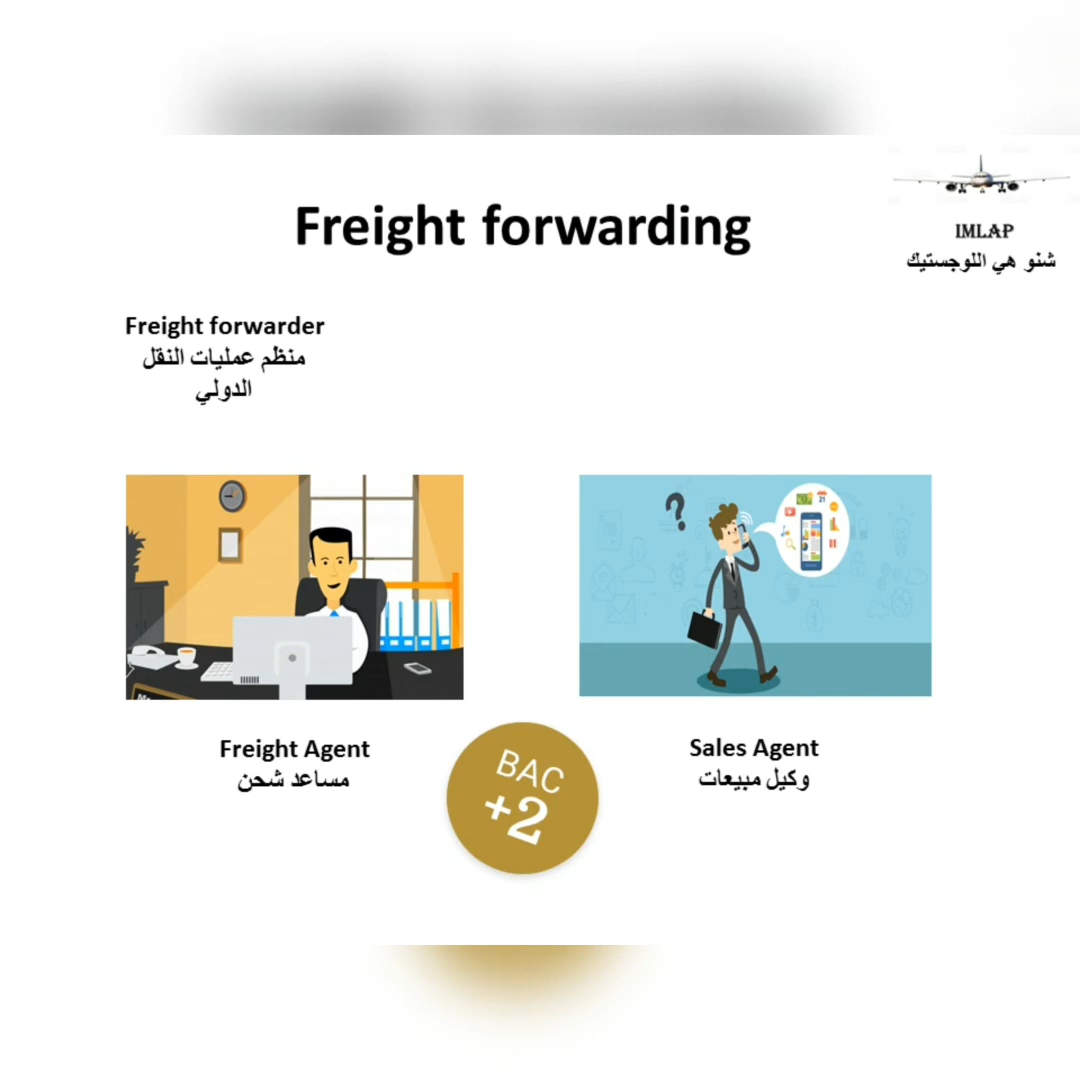 Freight forwarding
IMLAP
شنو هي اللوجستيك
Freight forwarder
منظم عمليات النقل
الدولي
21
Freight Agent
مساعد شحن
Sales Agent
وكيل مبيعات
BAC
+2